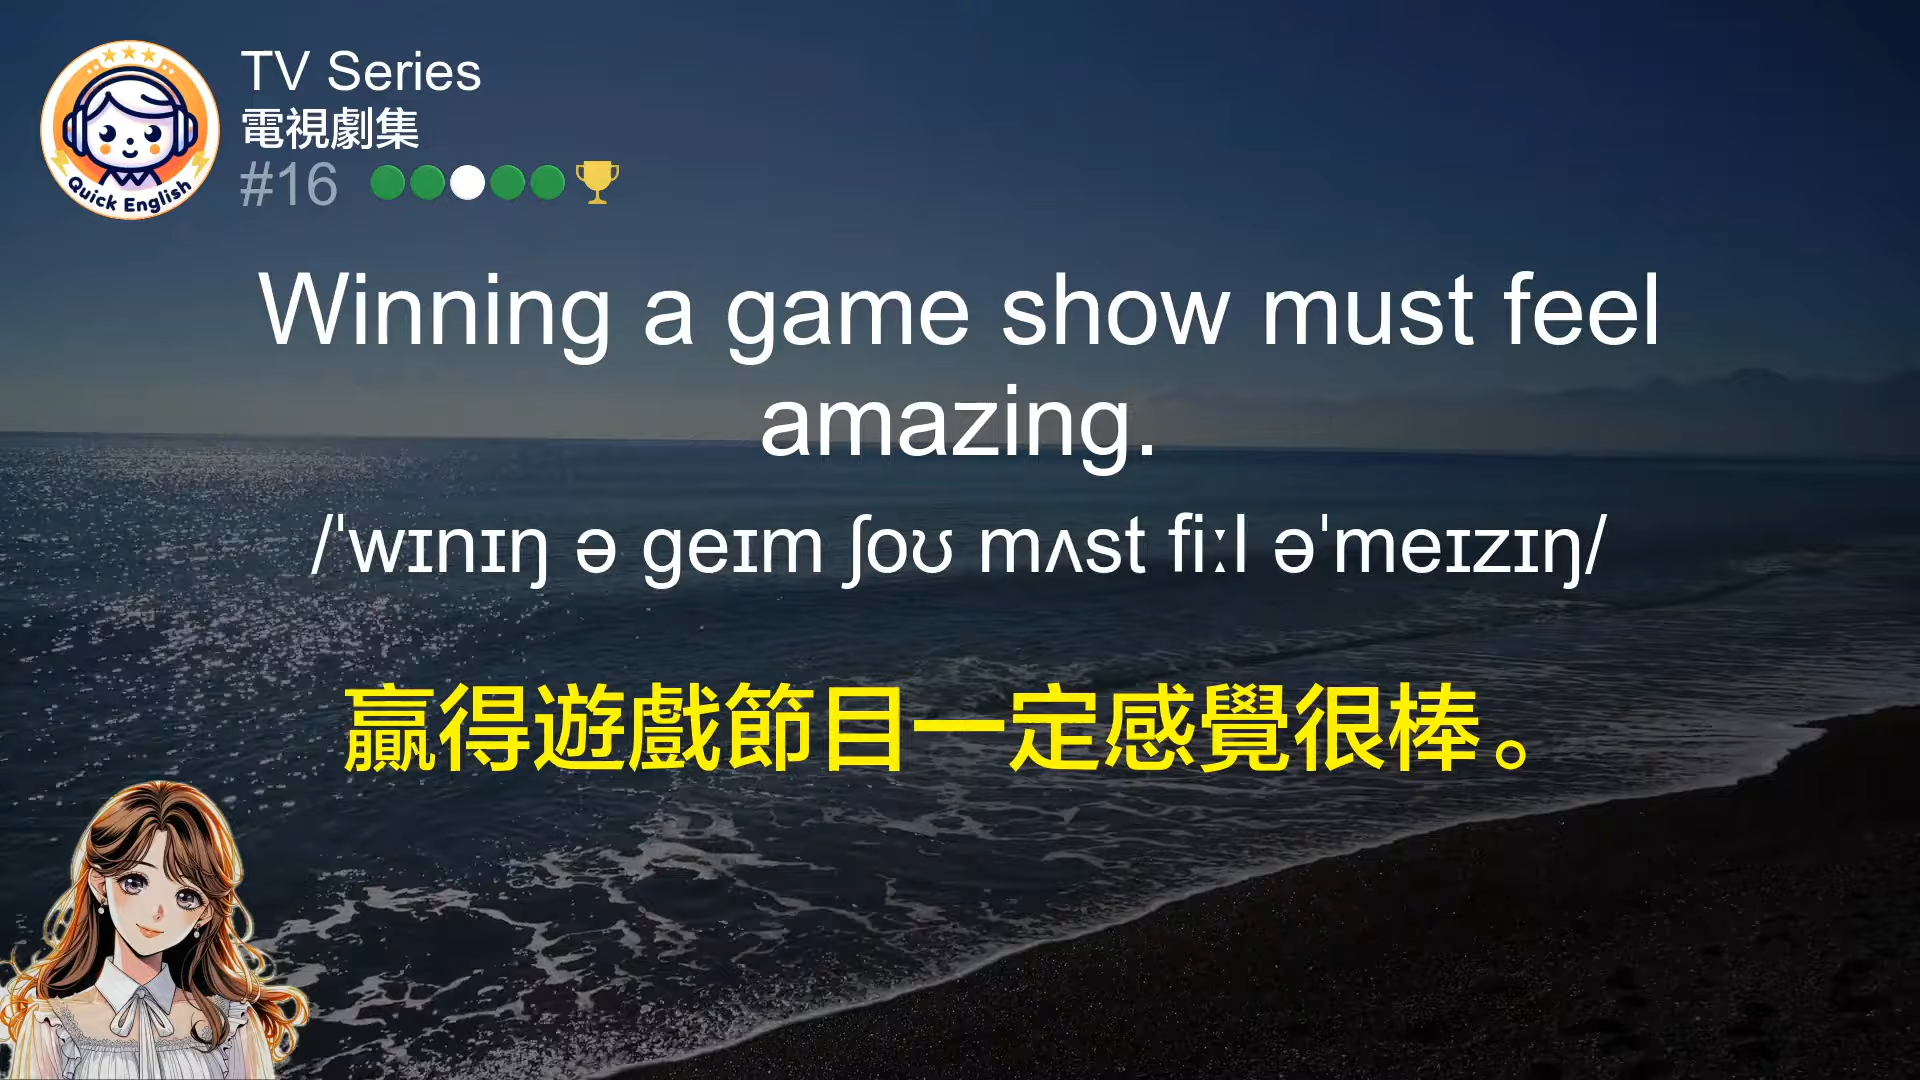 Quick English
TV Series
電視劇集
#16
Winning a game show must feel
amazing.
/ˈwɪnɪŋ ə ɡeɪm ʃoʊ mʌst fiːl əˈmeɪzɪŋ/
贏得遊戲節目一定感覺很棒。